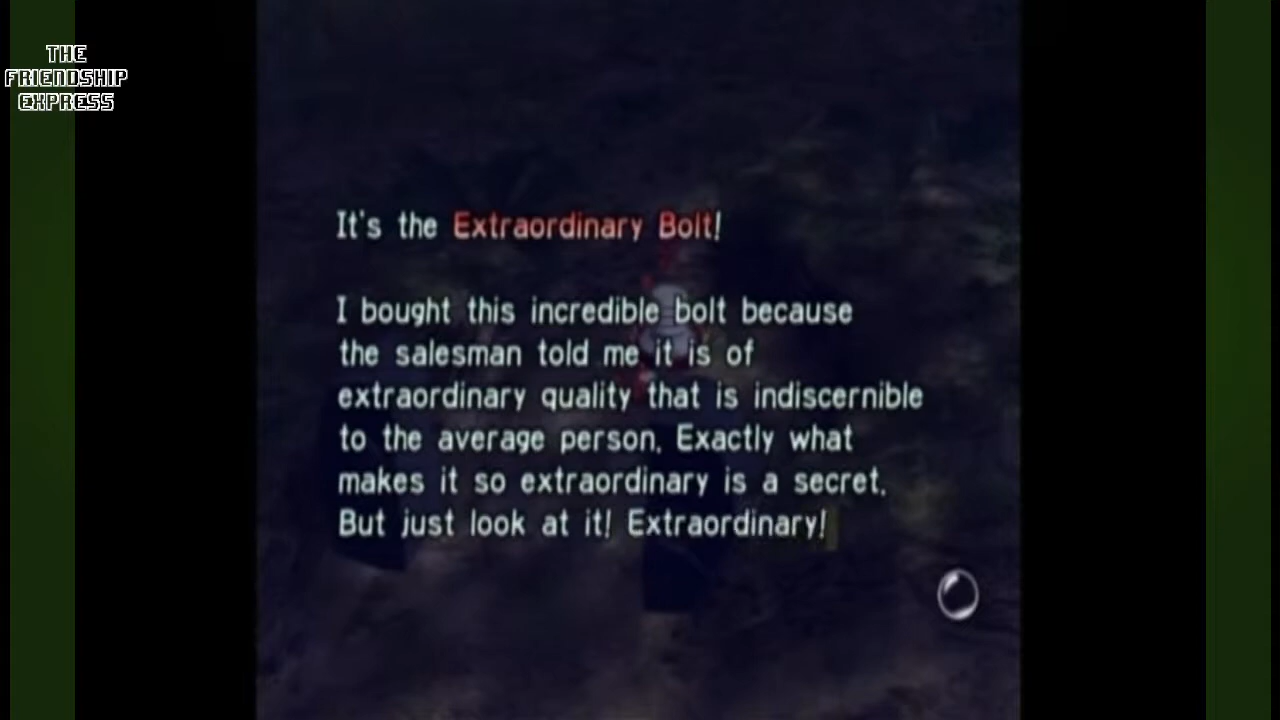 THE
FRIENDSHIP
EXPRESS
It's the Extraordinary Bolt!
I bought this incredible bolt because
the salesman told me it is of
extraordinary quality that is indiscernible
to the average person. Exactly what
makes it so extraordinary is a secret.
But just look at it! Extraordinary!